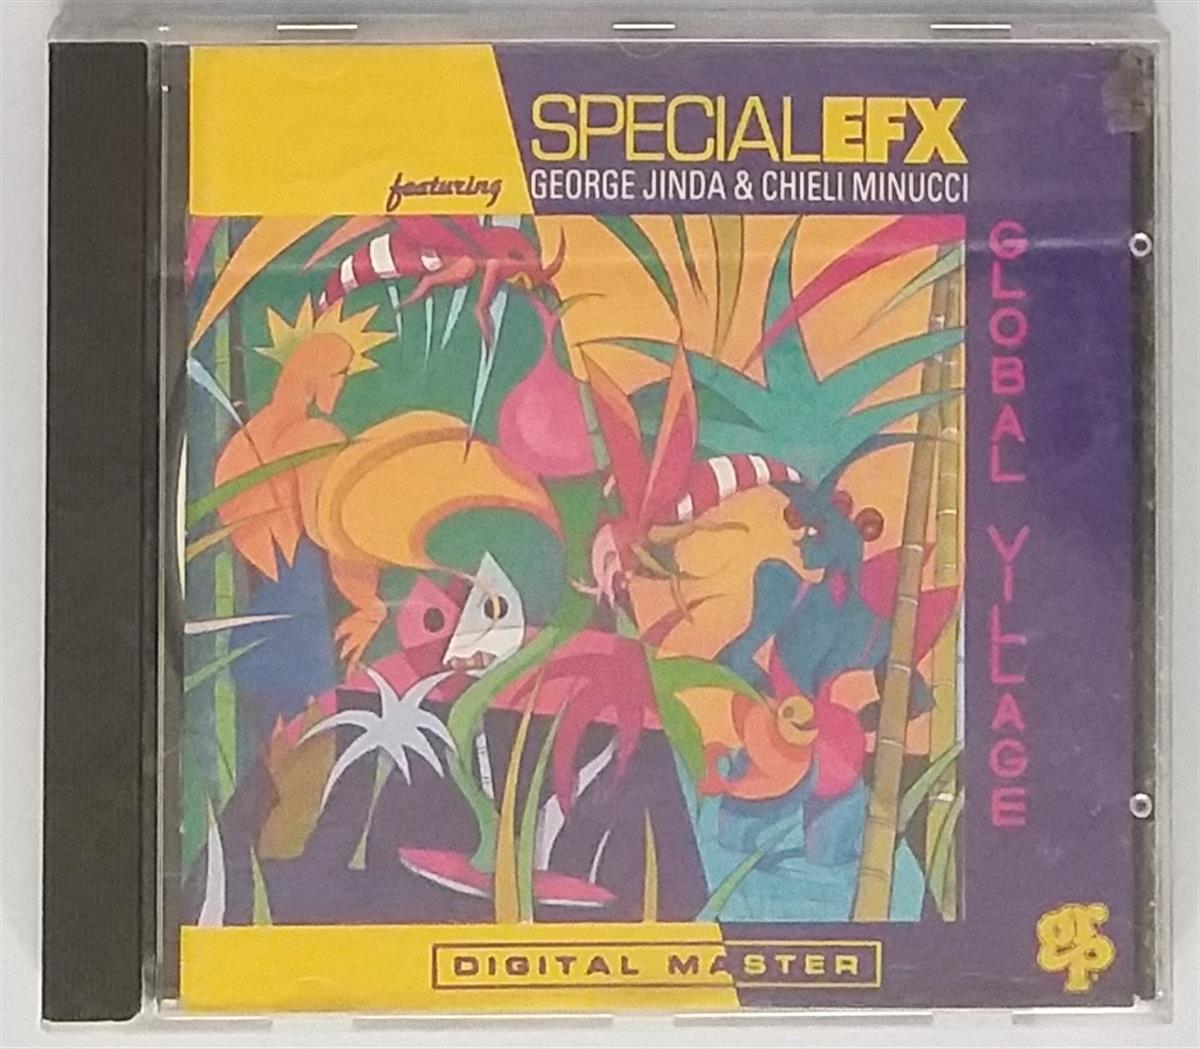 SPECIALEFX
featuring GEORGE JINDA & CHIELI MINUCCI
GLOBAL VILLAGE
DIGITAL MASTER
GRP